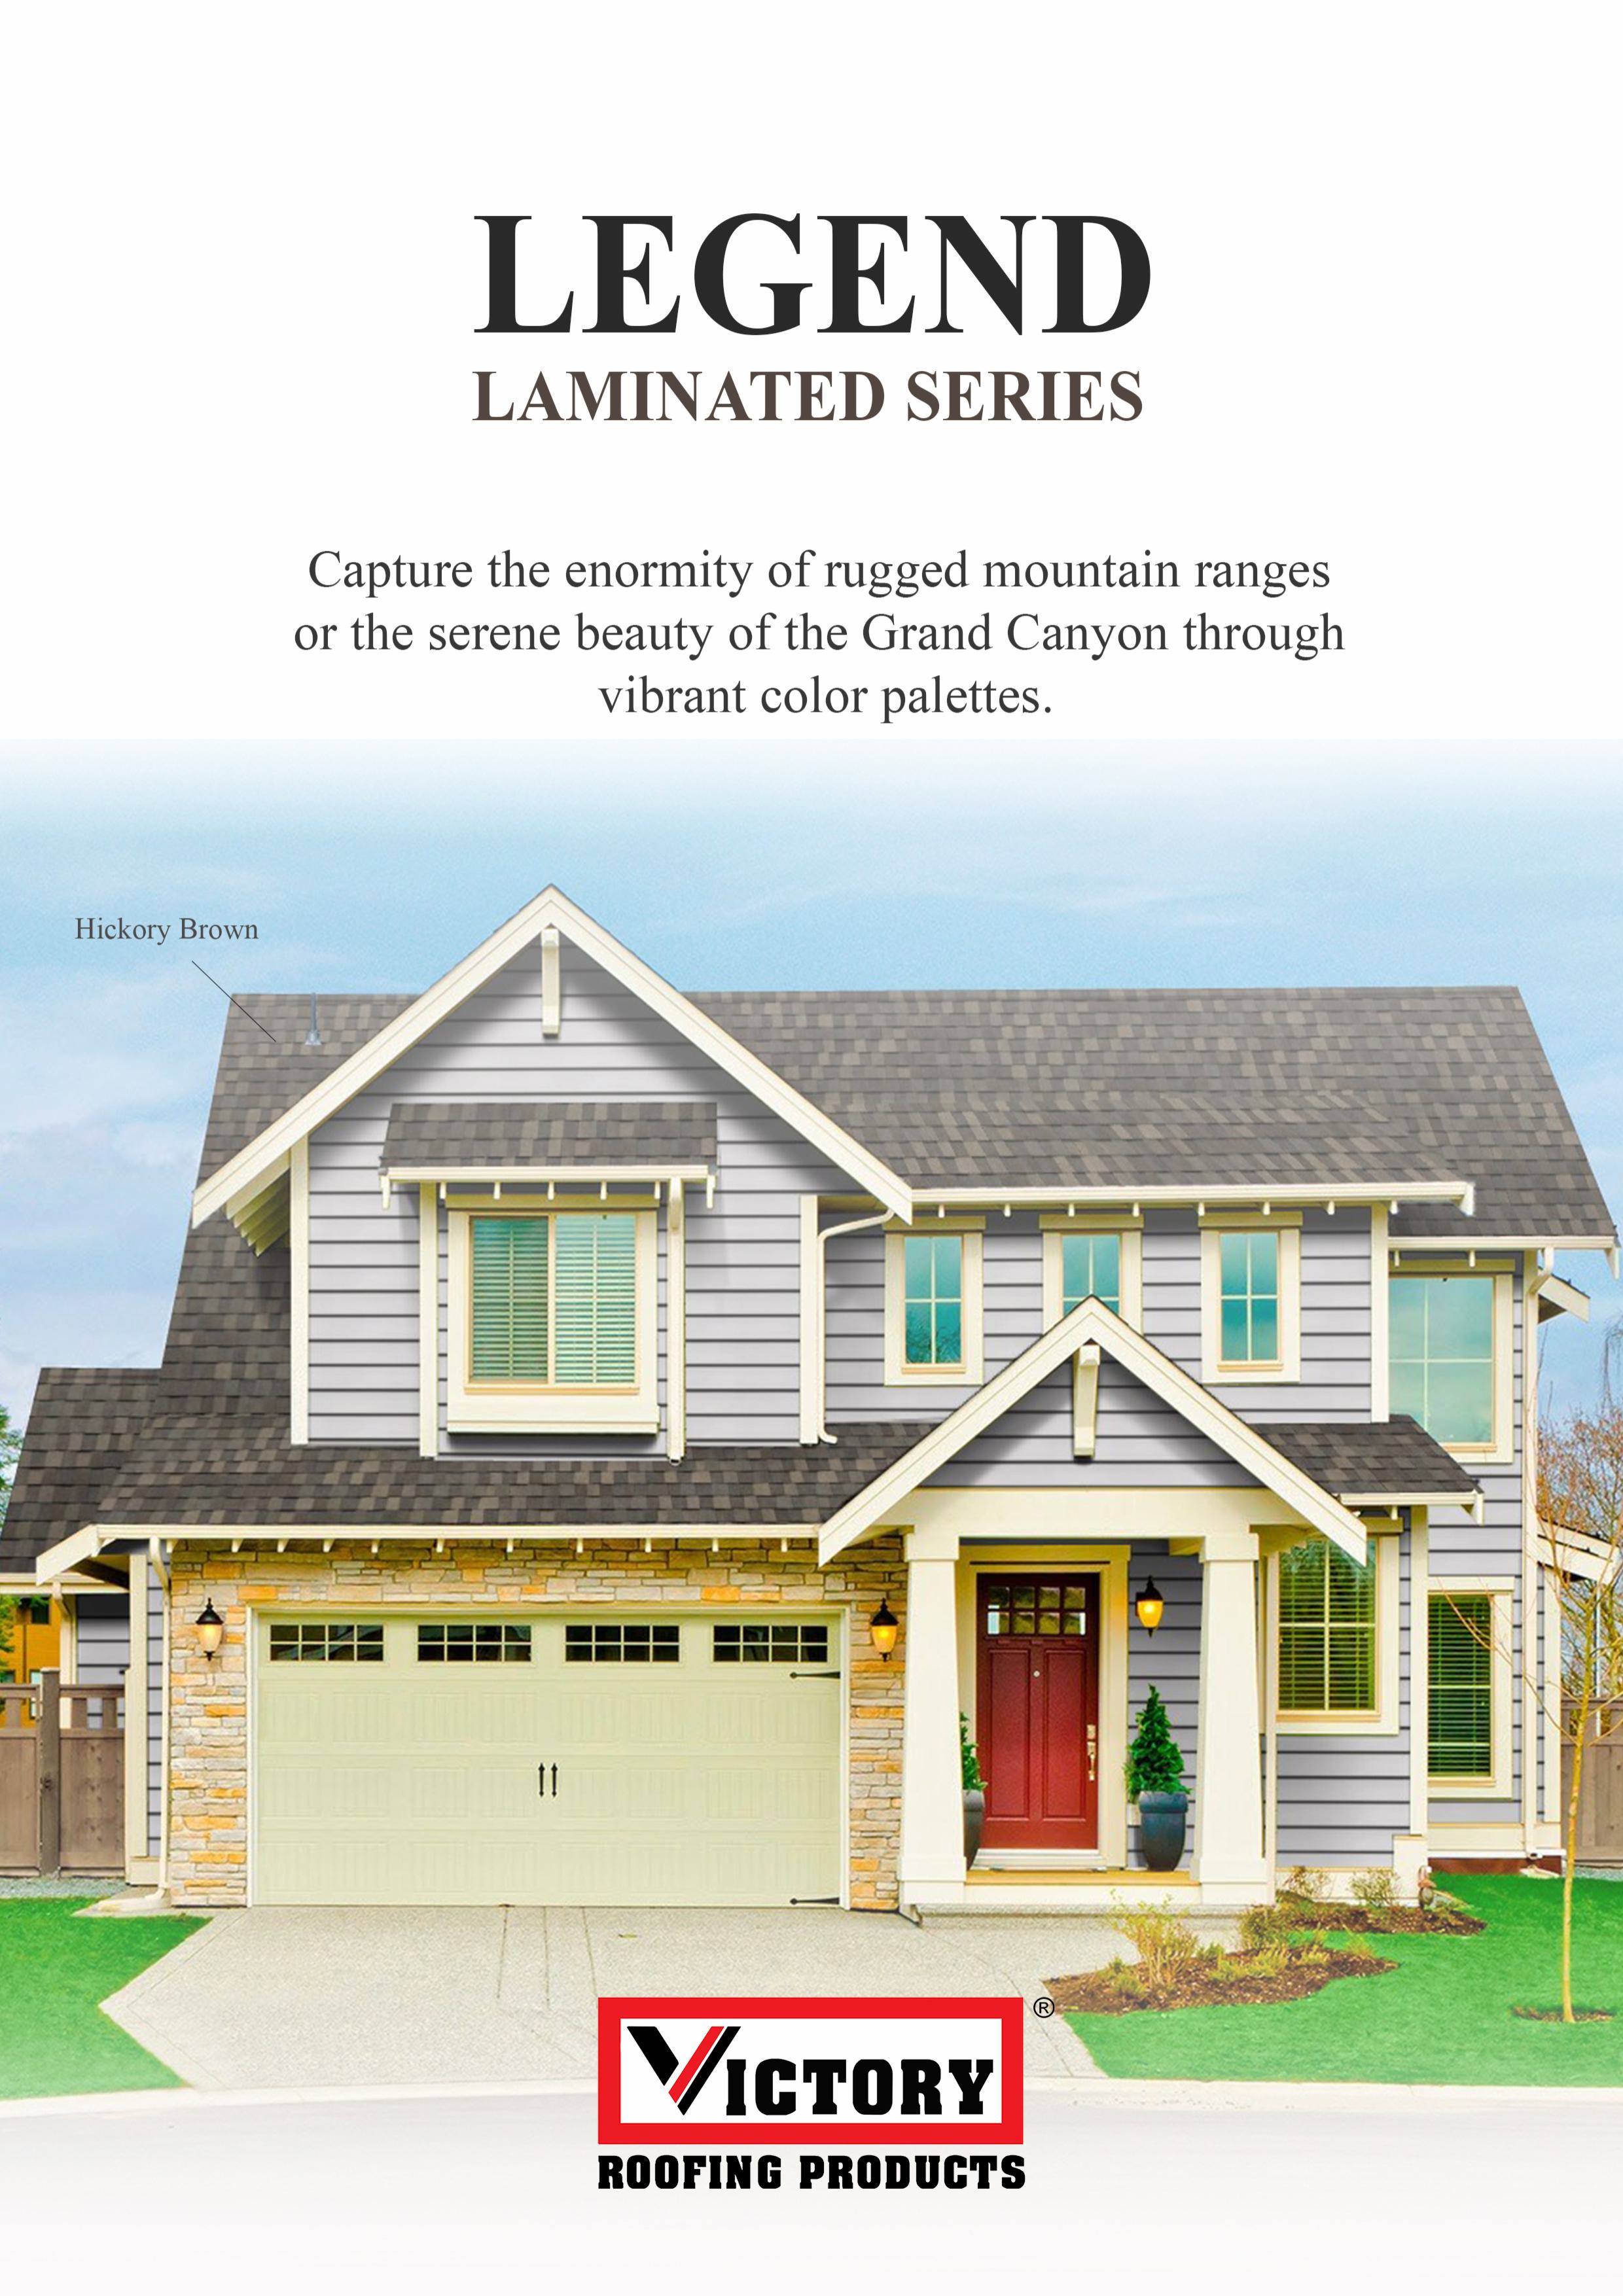 LEGEND
LAMINATED SERIES
Capture the enormity of rugged mountain ranges
or the serene beauty of the Grand Canyon through
vibrant color palettes.
Hickory Brown
VICTORY ®
ROOFING PRODUCTS